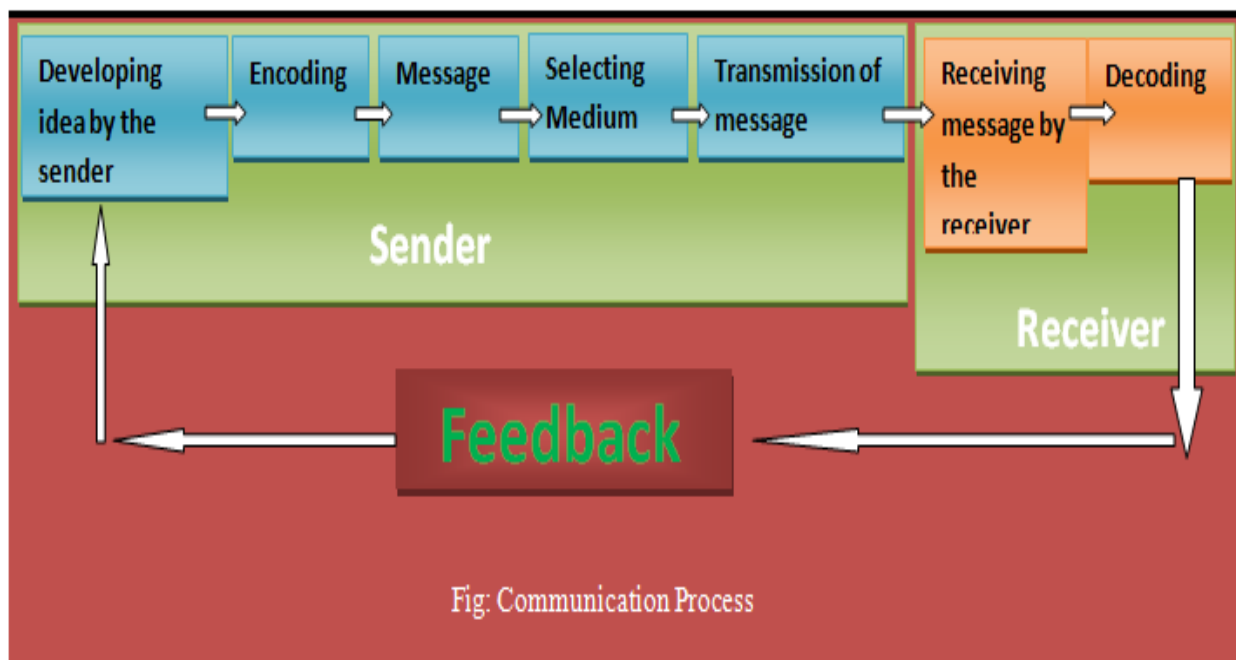 Developing
idea by the
sender
Encoding
Message
Selecting
Medium
Transmission of
message
Sender
Receiving
message by
the
receiver
Decoding
Receiver
Feedback
Fig: Communication Process